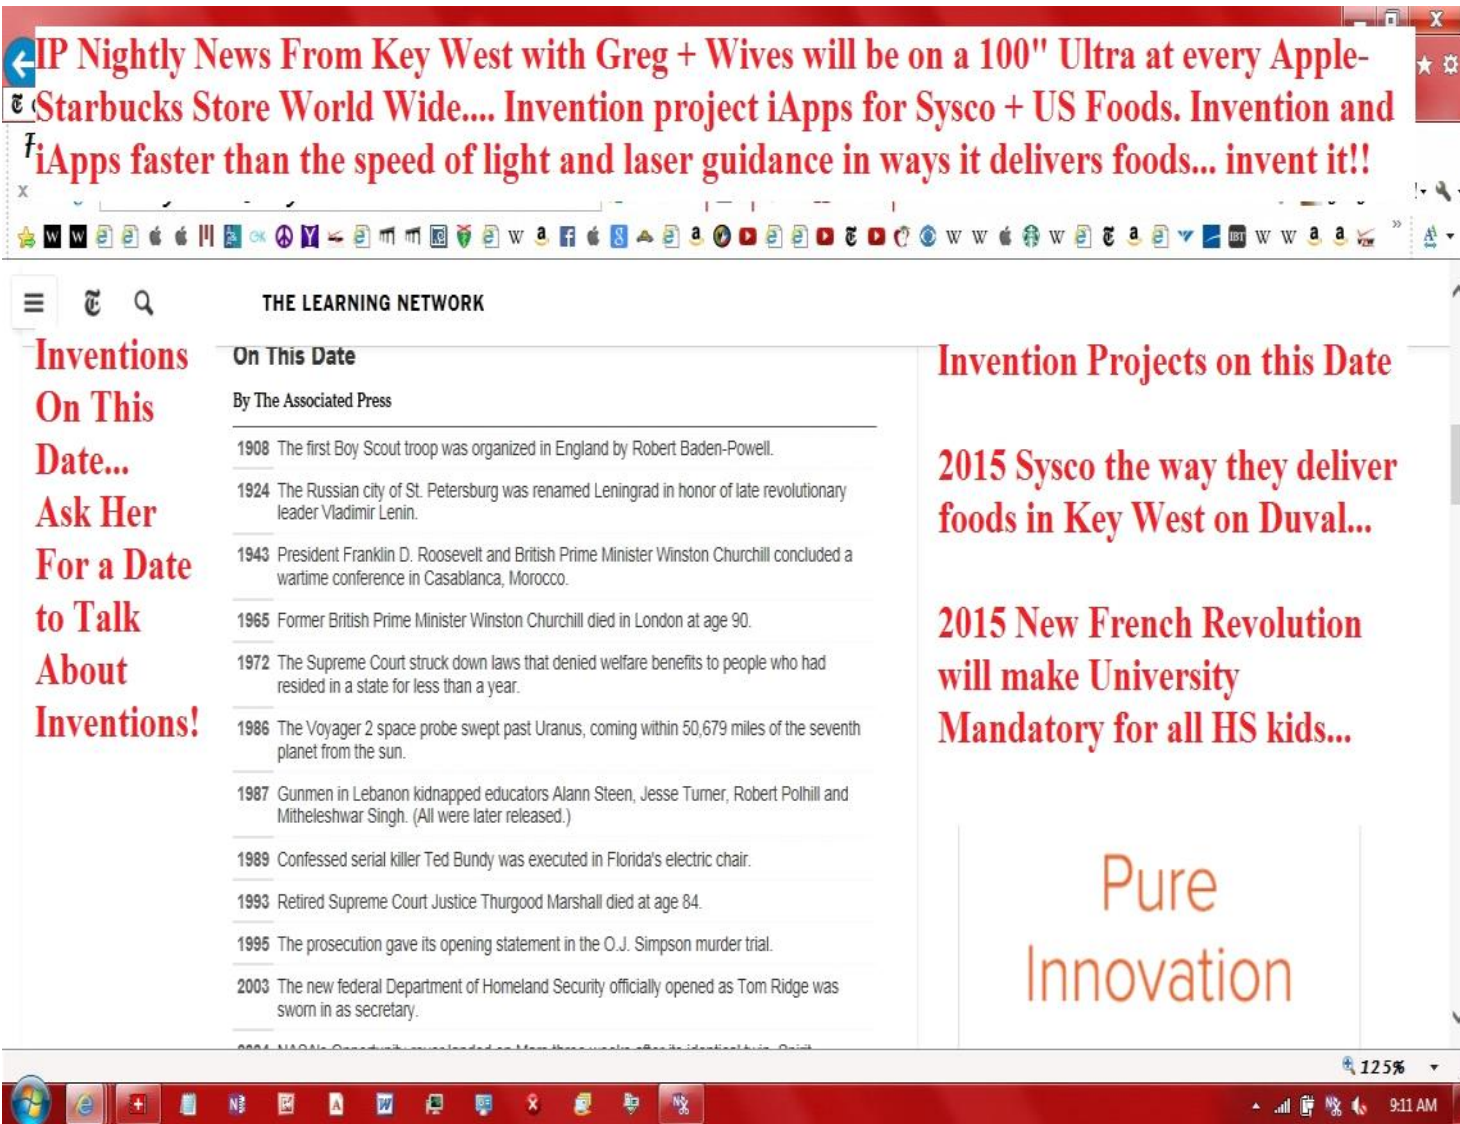 IP Nightly News From Key West with Greg + Wives will be on a 100" Ultra at every Apple-
Starbucks Store World Wide.... Invention project iApps for Sysco + US Foods. Invention and
iApps faster than the speed of light and laser guidance in ways it delivers foods... invent it!!
THE LEARNING NETWORK
Inventions
On This
Date...
Ask Her
For a Date
to Talk
About
Inventions!
On This Date
By The Associated Press
1908 The first Boy Scout troop was organized in England by Robert Baden-Powell.
1924 The Russian city of St. Petersburg was renamed Leningrad in honor of late revolutionary
leader Vladimir Lenin.
1943 President Franklin D. Roosevelt and British Prime Minister Winston Churchill concluded a
wartime conference in Casablanca, Morocco.
1965 Former British Prime Minister Winston Churchill died in London at age 90.
1972 The Supreme Court struck down laws that denied welfare benefits to people who had
resided in a state for less than a year.
1986 The Voyager 2 space probe swept past Uranus, coming within 50,679 miles of the seventh
planet from the sun.
1987 Gunmen in Lebanon kidnapped educators Alann Steen, Jesse Turner, Robert Polhill and
Mitheleshwar Singh. (All were later released.)
1989 Confessed serial killer Ted Bundy was executed in Florida's electric chair.
1993 Retired Supreme Court Justice Thurgood Marshall died at age 84.
1995 The prosecution gave its opening statement in the O.J. Simpson murder trial.
2003 The new federal Department of Homeland Security officially opened as Tom Ridge was
sworn in as secretary.
Invention Projects on this Date
2015 Sysco the way they deliver
foods in Key West on Duval...
2015 New French Revolution
will make University
Mandatory for all HS kids...
Pure
Innovation
125%
9:11 AM